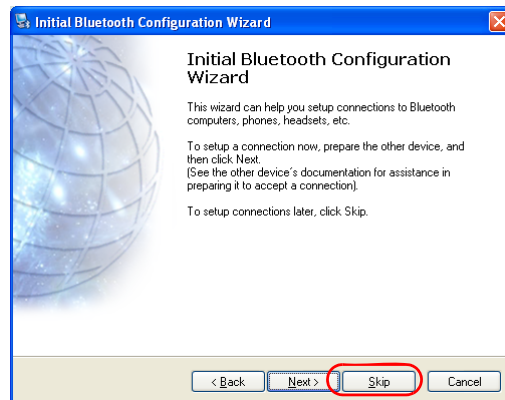 Initial Bluetooth Configuration Wizard
Initial Bluetooth Configuration
Wizard
This wizard can help you setup connections to Bluetooth
computers, phones, headsets, etc.
To setup a connection now, prepare the other device, and
then click Next.
(See the other device's documentation for assistance in
preparing it to accept a connection).
To setup connections later, click Skip.
< Back Next > Skip Cancel